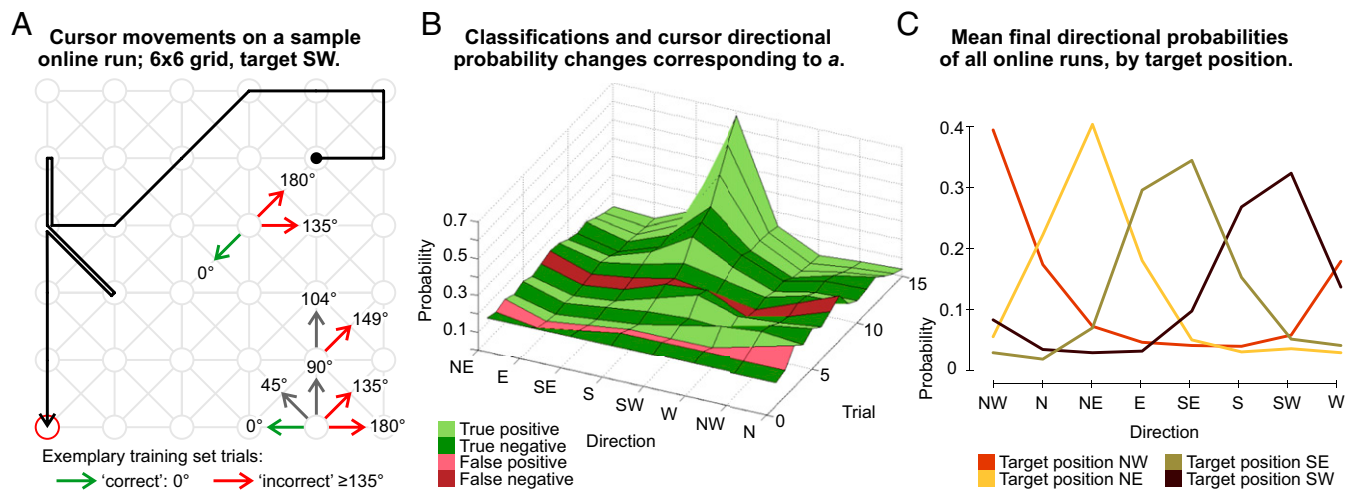 A
Cursor movements on a sample
online run; 6x6 grid, target SW.
180°
135°
0°
104°
149°
90°
45°
135°
0°
180°
Exemplary training set trials:
'correct': 0°
'incorrect' ≥135°
B
Classifications and cursor directional
probability changes corresponding to a.
Probability
0.7
0.5
0.3
0.1
NE
E
SE
S
SW
W
NW
N
Direction
0
5
10
15
Trial
True positive
True negative
False positive
False negative
C
Mean final directional probabilities
of all online runs, by target position.
Probability
0.4
0.3
0.2
0.1
0
NW
N
NE
E
SE
S
SW
W
Direction
Target position NW
Target position NE
Target position SE
Target position SW